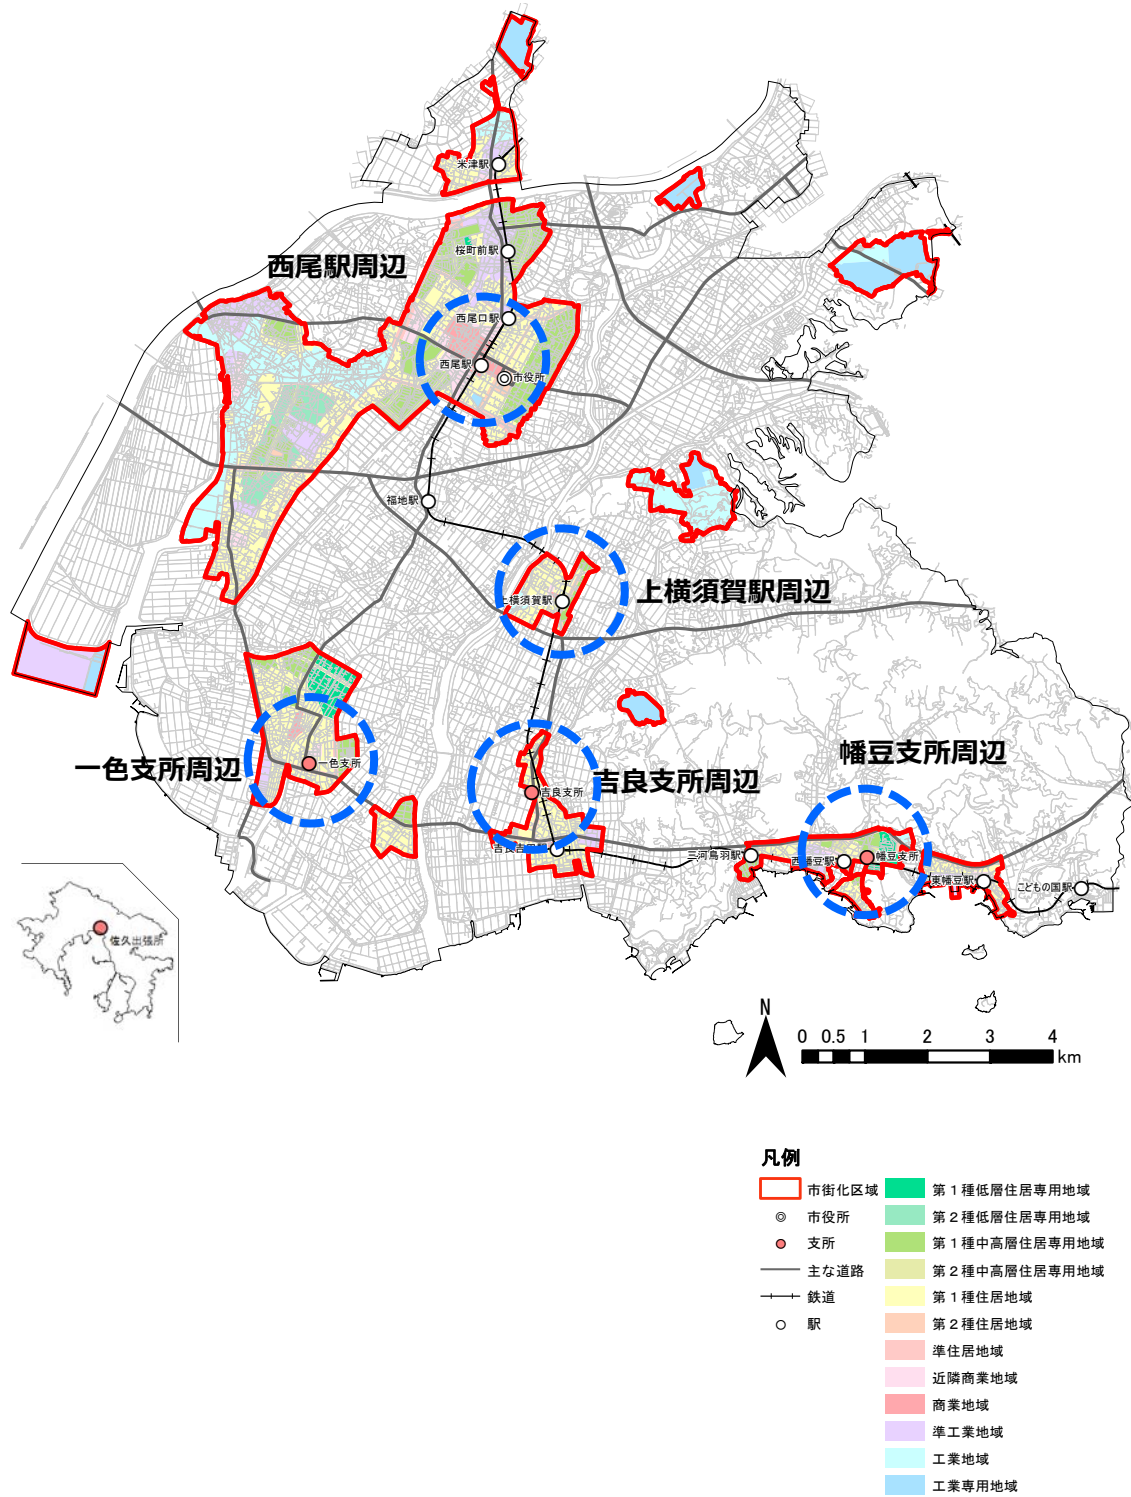 米津駅
桜町前駅
西尾駅周辺
西尾口駅
西尾駅
市役所
福地駅
上横須賀駅
上横須賀駅周辺
一色支所周辺
一色支所
吉良支所
吉良支所周辺
幡豆支所周辺
吉良吉田駅
三河鳥羽駅
西幡豆駅
幡豆支所
東幡豆駅
こどもの国駅
佐久出張所
N
0 0.5 1 2 3 4
km
凡例
市街化区域
市役所
支所
主な道路
鉄道
駅
第1種低層住居専用地域
第2種低層住居専用地域
第1種中高層住居専用地域
第2種中高層住居専用地域
第1種住居地域
第2種住居地域
準住居地域
近隣商業地域
商業地域
準工業地域
工業地域
工業専用地域